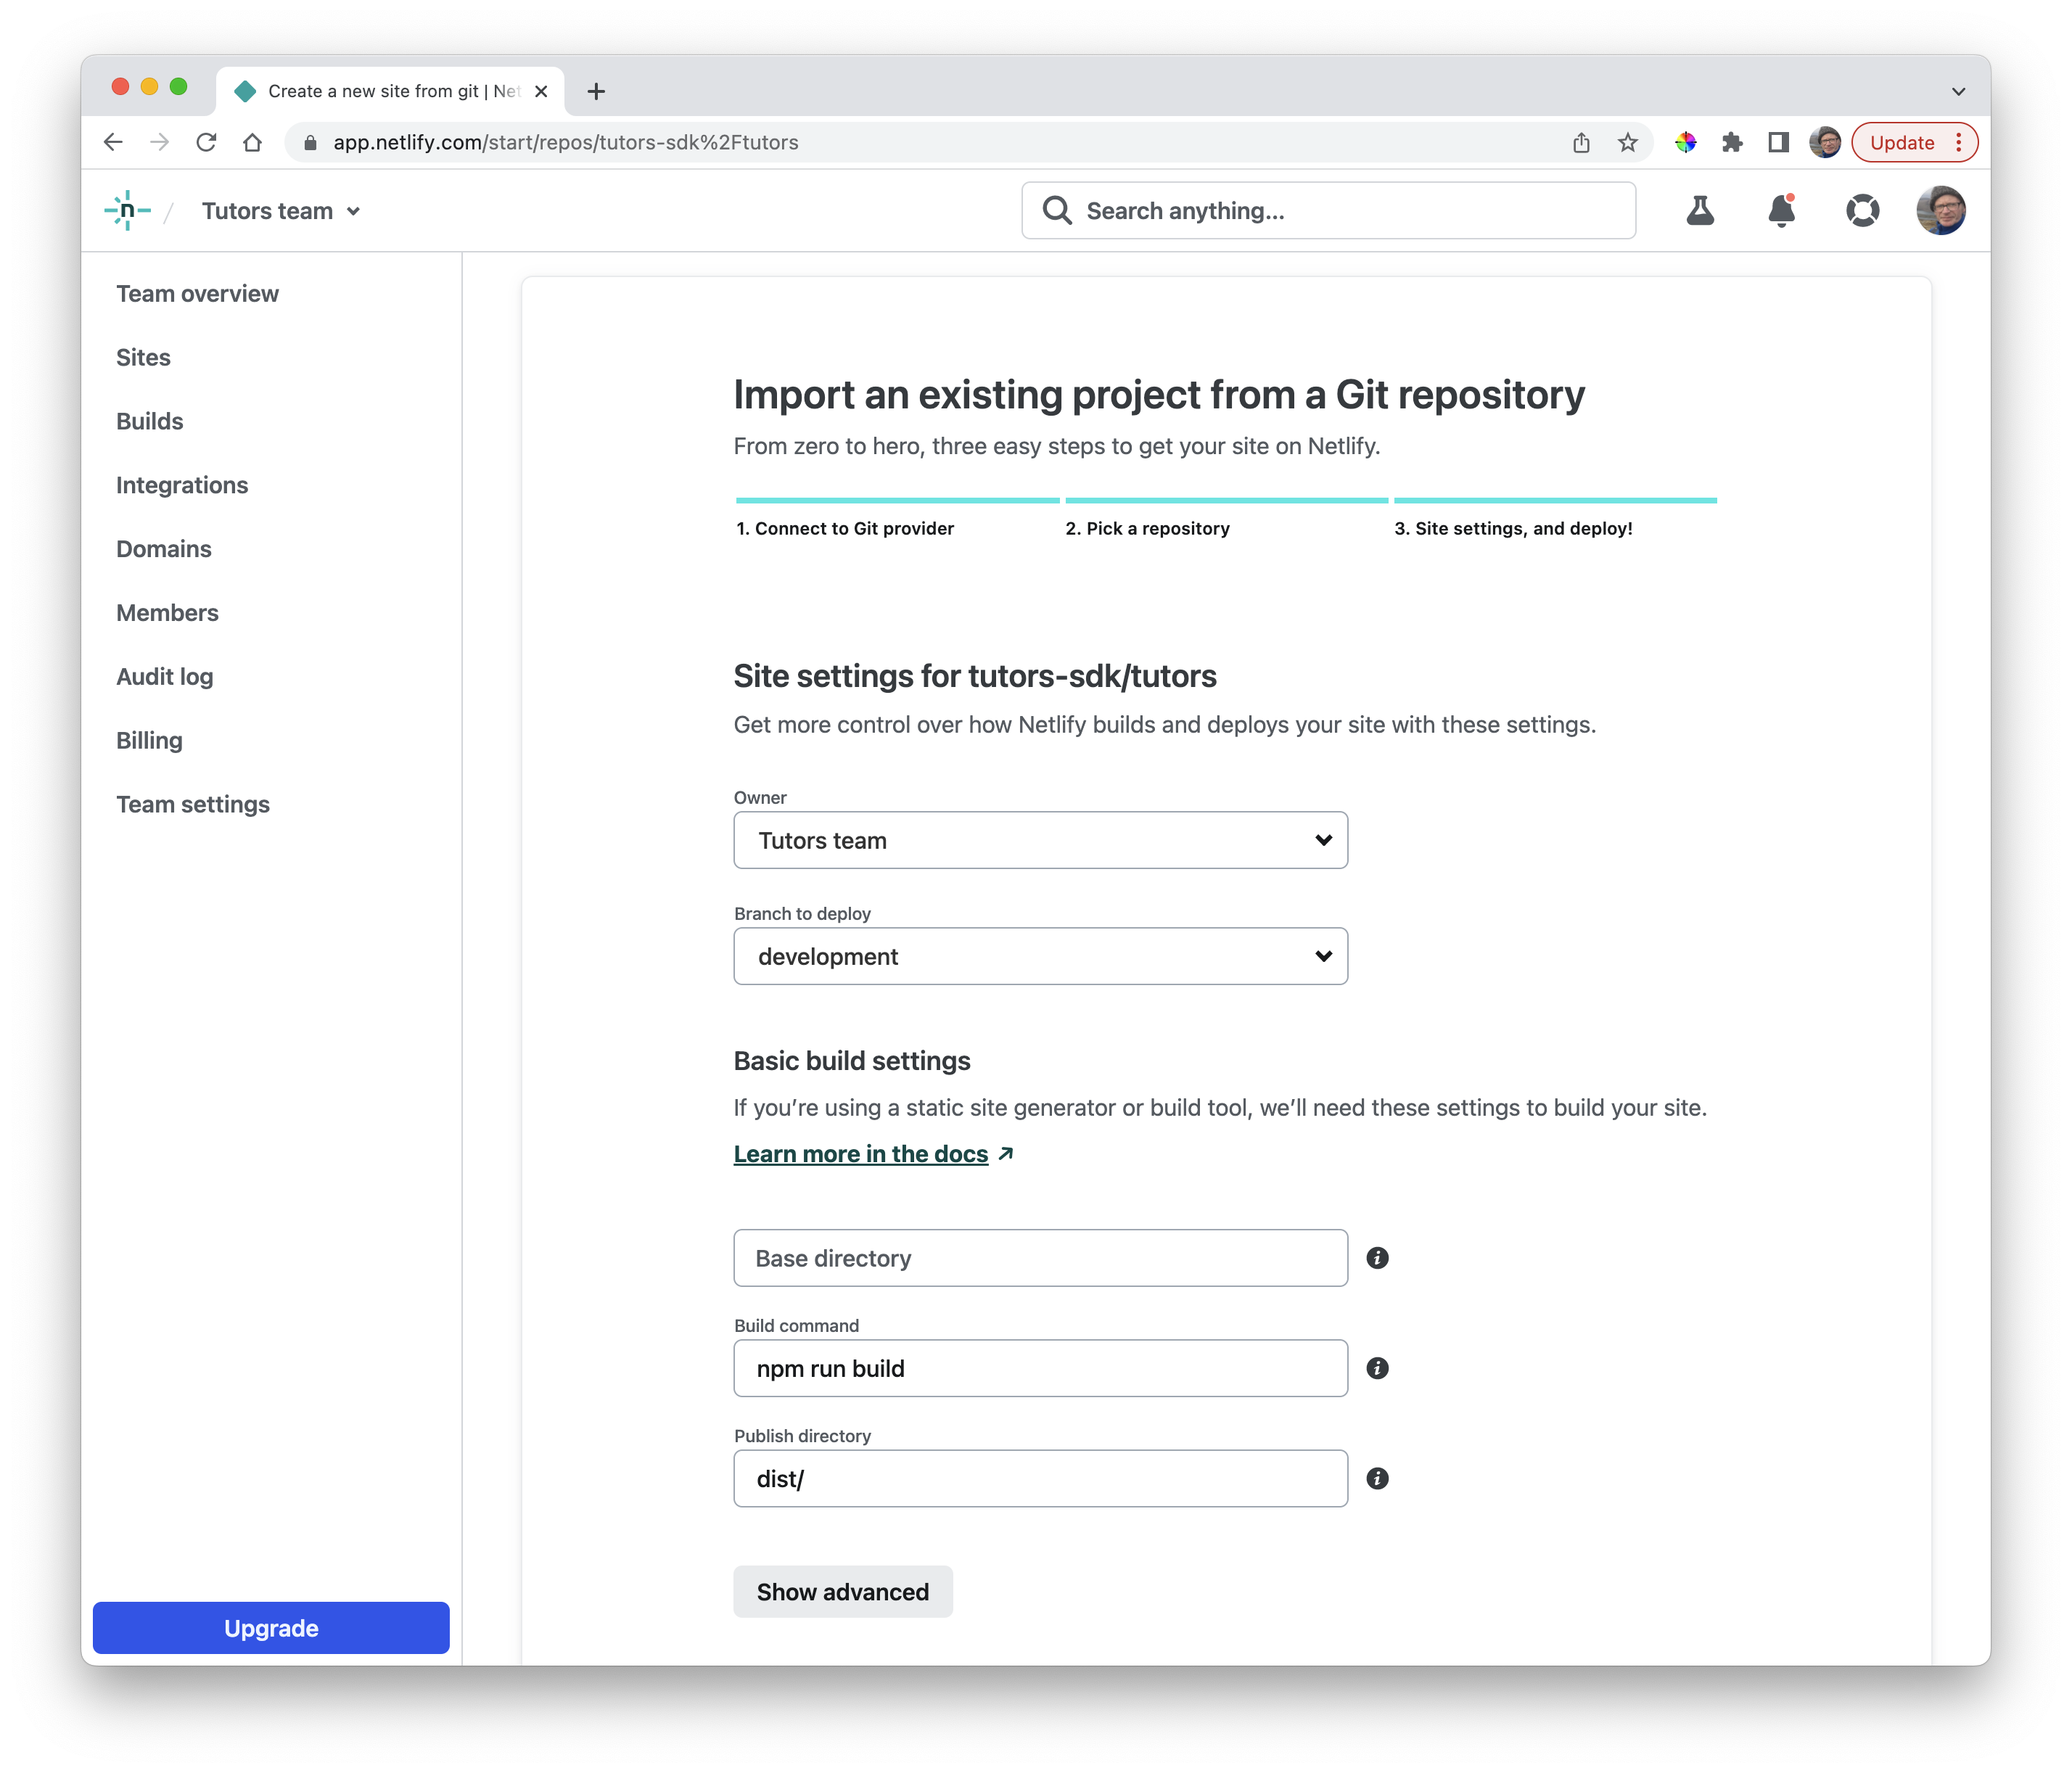 Create a new site from git | Net
app.netlify.com/start/repos/tutors-sdk%2Ftutors
Update
n / Tutors team
Search anything...
Team overview
Sites
Builds
Integrations
Domains
Members
Audit log
Billing
Team settings
Upgrade
Import an existing project from a Git repository
From zero to hero, three easy steps to get your site on Netlify.
1. Connect to Git provider
2. Pick a repository
3. Site settings, and deploy!
Site settings for tutors-sdk/tutors
Get more control over how Netlify builds and deploys your site with these settings.
Owner
Tutors team
Branch to deploy
development
Basic build settings
If you’re using a static site generator or build tool, we’ll need these settings to build your site.
Learn more in the docs
Base directory
Build command
npm run build
Publish directory
dist/
Show advanced